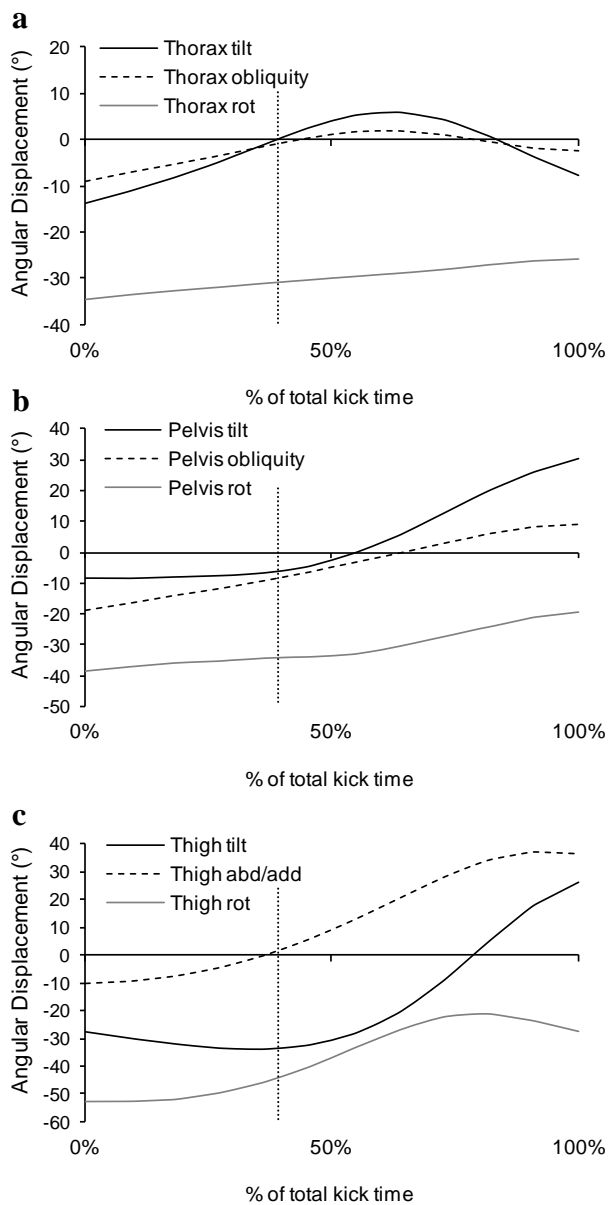 a
Angular Displacement (°)
20
10
0
-10
-20
-30
-40
Thorax tilt
Thorax obliquity
Thorax rot
0%
50%
100%
% of total kick time
b
Angular Displacement (°)
40
30
20
10
0
-10
-20
-30
-40
-50
Pelvis tilt
Pelvis obliquity
Pelvis rot
0%
50%
100%
% of total kick time
c
Angular Displacement (°)
40
30
20
10
0
-10
-20
-30
-40
-50
-60
Thigh tilt
Thigh abd/add
Thigh rot
0%
50%
100%
% of total kick time